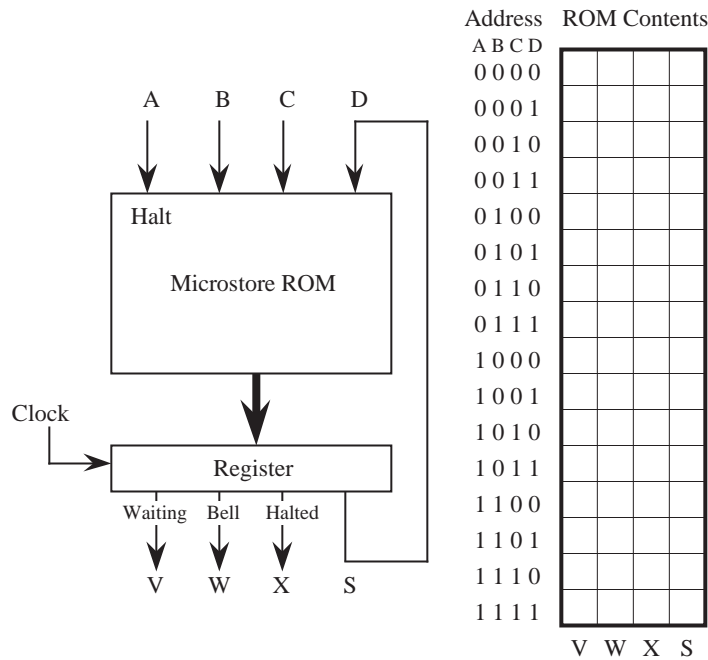 Address ROM Contents
A B C D
0 0 0 0
0 0 0 1
0 0 1 0
0 0 1 1
0 1 0 0
0 1 0 1
0 1 1 0
0 1 1 1
1 0 0 0
1 0 0 1
1 0 1 0
1 0 1 1
1 1 0 0
1 1 0 1
1 1 1 0
1 1 1 1
V W X S
A B C D
Halt
Microstore ROM
Clock
Register
Waiting Bell Halted
V W X S